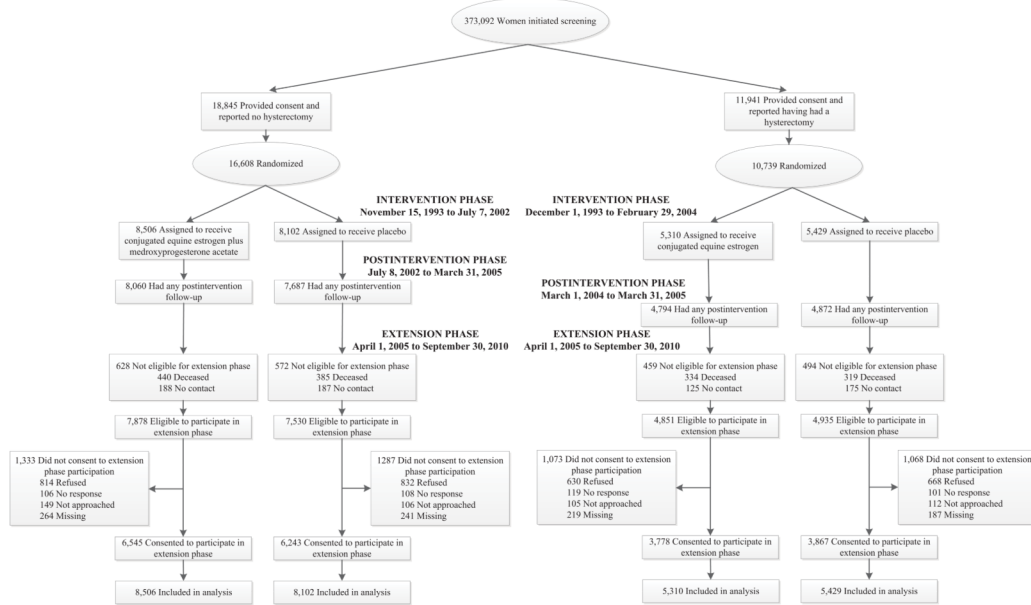 373,092 Women initiated screening
18,845 Provided consent and
reported no hysterectomy
11,941 Provided consent and
reported having had a
hysterectomy
16,608 Randomized
10,739 Randomized
INTERVENTION PHASE
November 15, 1993 to July 7, 2002
INTERVENTION PHASE
December 1, 1993 to February 29, 2004
8,506 Assigned to receive
conjugated equine estrogen plus
medroxyprogesterone acetate
8,102 Assigned to receive placebo
5,310 Assigned to receive
conjugated equine estrogen
5,429 Assigned to receive placebo
POSTINTERVENTION PHASE
July 8, 2002 to March 31, 2005
POSTINTERVENTION PHASE
March 1, 2004 to March 31, 2005
8,060 Had any postintervention
follow-up
7,687 Had any postintervention
follow-up
4,794 Had any postintervention
follow-up
4,872 Had any postintervention
follow-up
EXTENSION PHASE
April 1, 2005 to September 30, 2010
EXTENSION PHASE
April 1, 2005 to September 30, 2010
628 Not eligible for extension phase
440 Deceased
188 No contact
572 Not eligible for extension phase
385 Deceased
187 No contact
459 Not eligible for extension phase
334 Deceased
125 No contact
494 Not eligible for extension phase
319 Deceased
175 No contact
7,878 Eligible to participate in
extension phase
7,530 Eligible to participate in
extension phase
4,851 Eligible to participate in
extension phase
4,935 Eligible to participate in
extension phase
1,333 Did not consent to extension
phase participation
814 Refused
106 No response
149 Not approached
264 Missing
1287 Did not consent to extension
phase participation
832 Refused
108 No response
106 Not approached
241 Missing
1,073 Did not consent to extension
phase participation
630 Refused
119 No response
105 Not approached
219 Missing
1,068 Did not consent to extension
phase participation
668 Refused
101 No response
112 Not approached
187 Missing
6,545 Consented to participate in
extension phase
6,243 Consented to participate in
extension phase
3,778 Consented to participate in
extension phase
3,867 Consented to participate in
extension phase
8,506 Included in analysis
8,102 Included in analysis
5,310 Included in analysis
5,429 Included in analysis